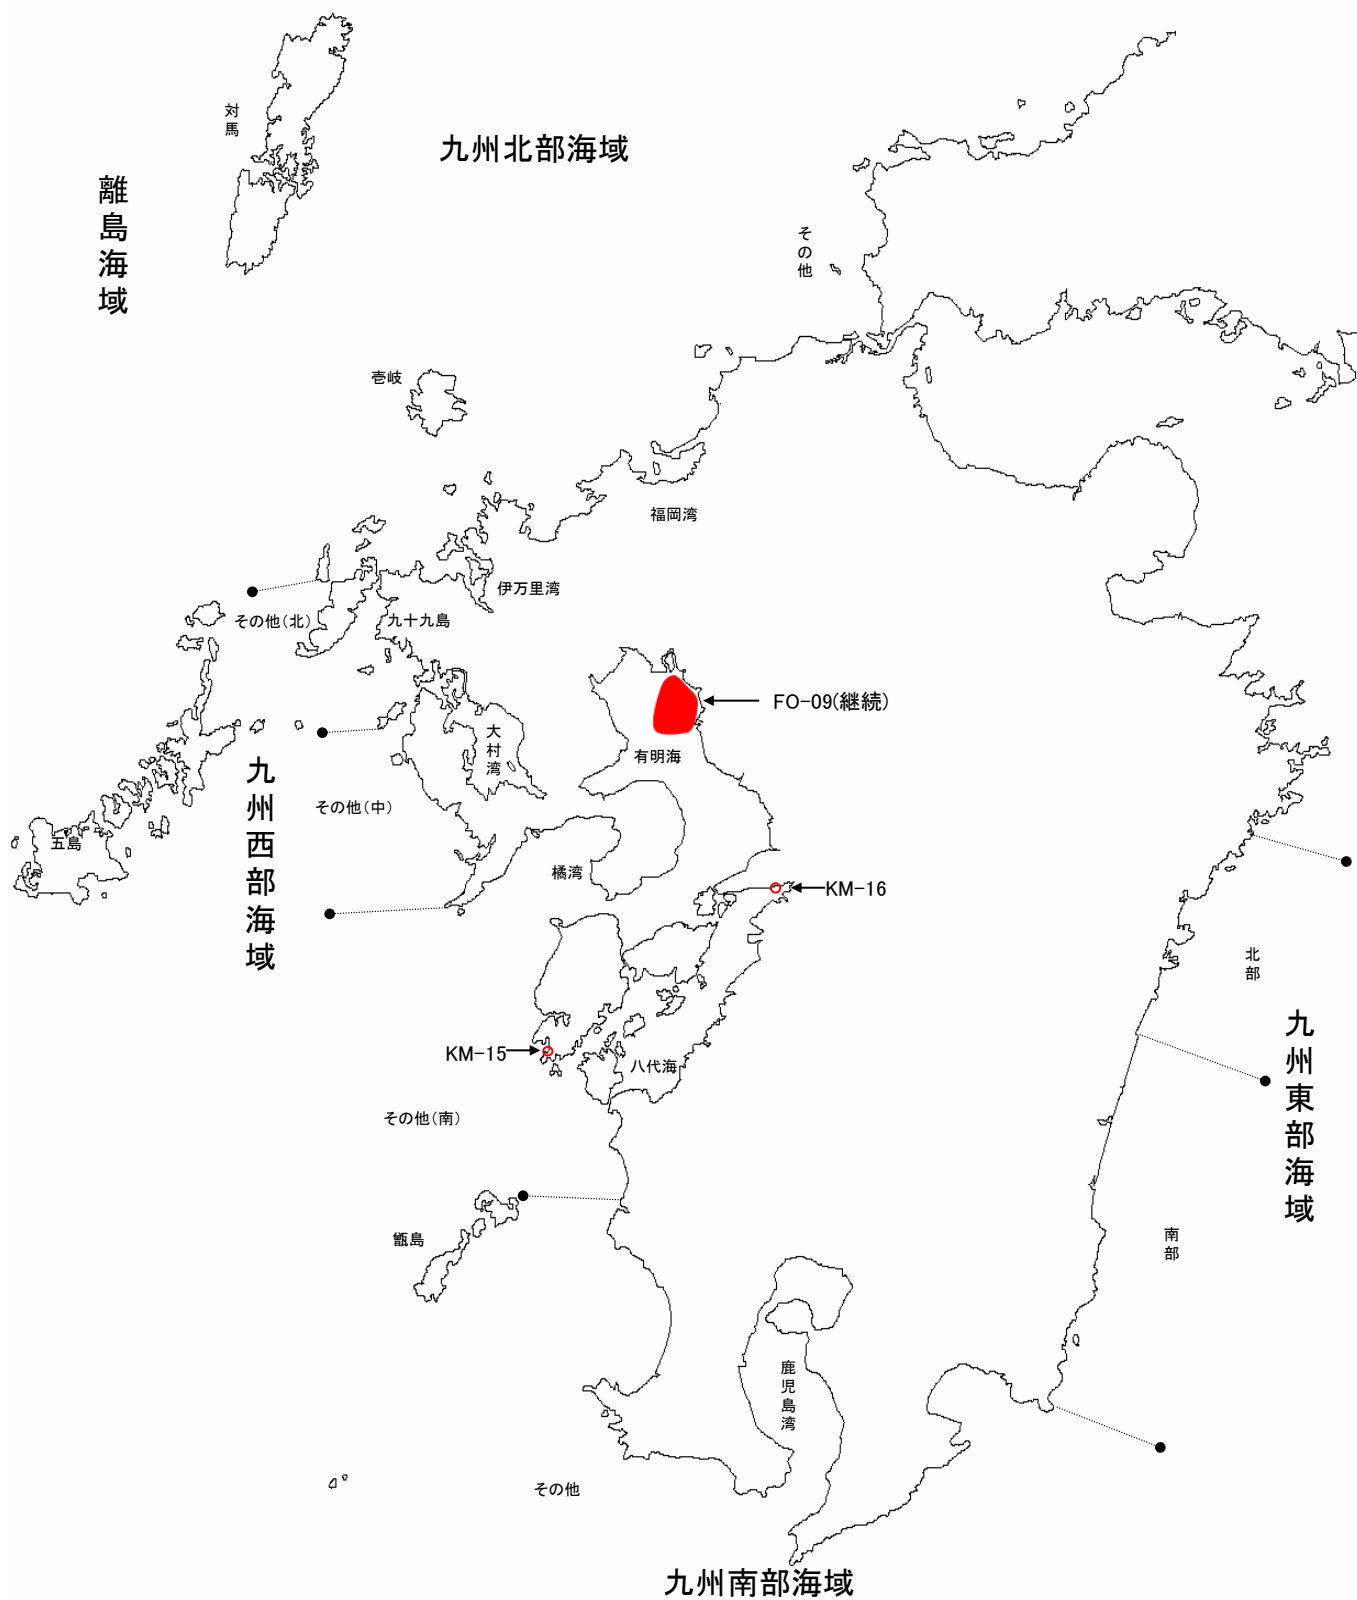 対馬
九州北部海域
離島海域
その他
壱岐
福岡湾
伊万里湾
その他(北)
九十九島
FO-09(継続)
大村湾
有明海
九州西部海域
その他(中)
五島
橘湾
KM-16
北部
九州東部海域
KM-15
八代海
その他(南)
甑島
南部
鹿児島湾
その他
九州南部海域